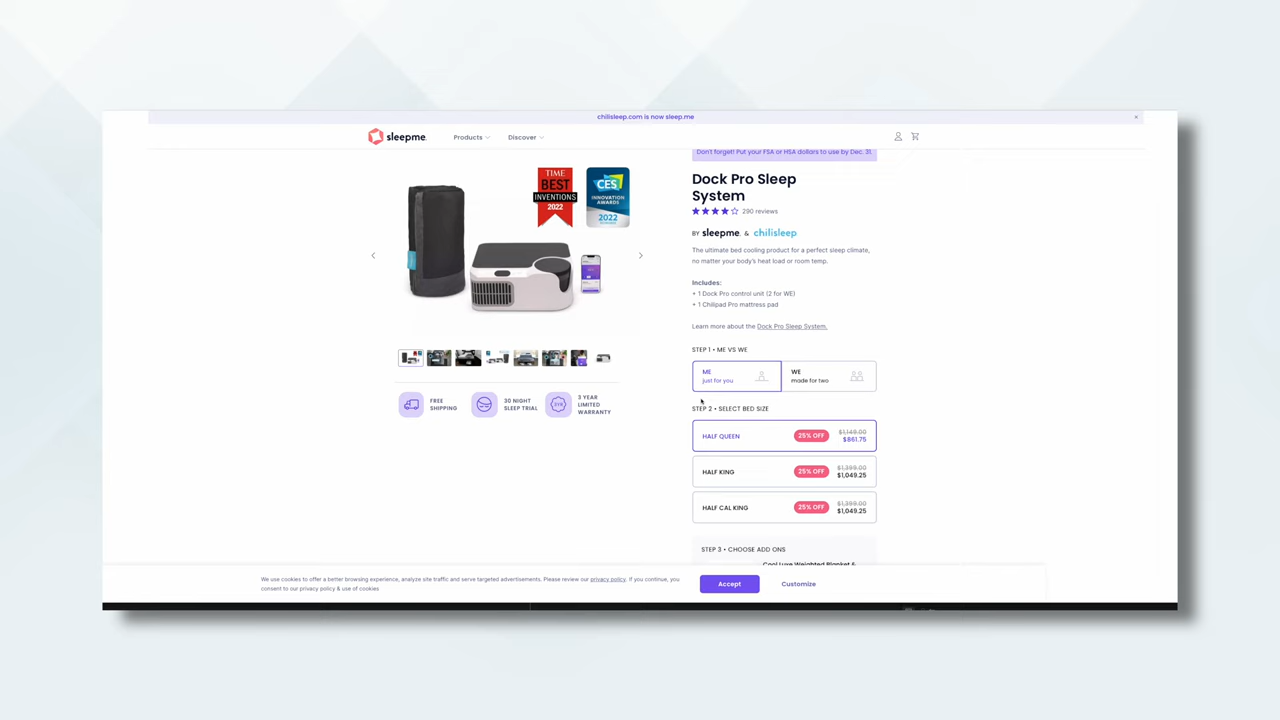 chilisleep.com is now sleep.me
sleepme
Products
Discover
Don't forget! Put your FSA or HSA dollars to use by Dec. 31.
TIME
BEST
INVENTIONS
2022
CES
INNOVATION
AWARDS
2022
Dock Pro Sleep
System
290 reviews
BY sleepme. & chilisleep
The ultimate bed cooling product for a perfect sleep climate,
no matter your body's heat load or room temp.
Includes:
+ 1 Dock Pro control unit (2 for WE)
+ 1 Chilipad Pro mattress pad
Learn more about the Dock Pro Sleep System.
STEP 1 • ME VS WE
ME
just for you
WE
made for two
STEP 2 • SELECT BED SIZE
HALF QUEEN 25% OFF $1,149.00
$861.75
HALF KING 25% OFF $1,399.00
$1,049.25
HALF CAL KING 25% OFF $1,399.00
$1,049.25
FREE
SHIPPING
30 NIGHT
SLEEP TRIAL
3 YEAR
LIMITED
WARRANTY
STEP 3 • CHOOSE ADD ONS
Cool Luxe Weighted Blanket &
We use cookies to offer a better browsing experience, analyze site traffic and serve targeted advertisements. Please review our privacy policy. If you continue, you
consent to our privacy policy & use of cookies
Accept
Customize